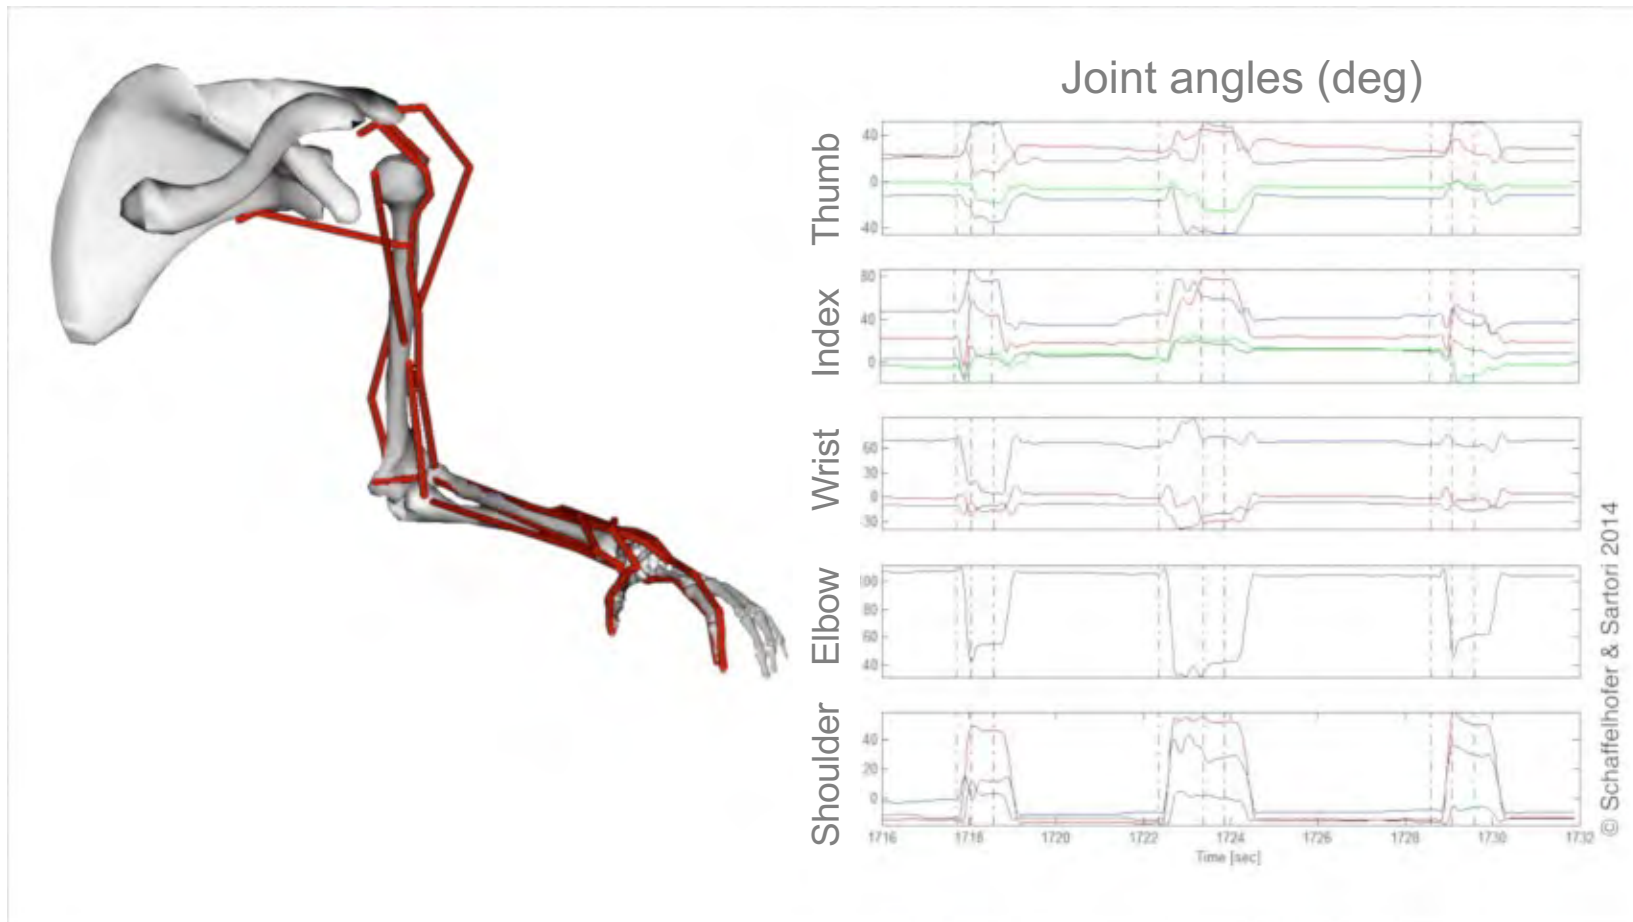 Joint angles (deg)
Thumb
40
0
-40
Index
80
40
0
Wrist
60
30
0
-30
Elbow
100
80
60
40
Shoulder
40
20
0
1716 1718 1720 1722 1724 1726 1728 1730 1732
Time [sec]
© Schaffelhofer & Sartori 2014